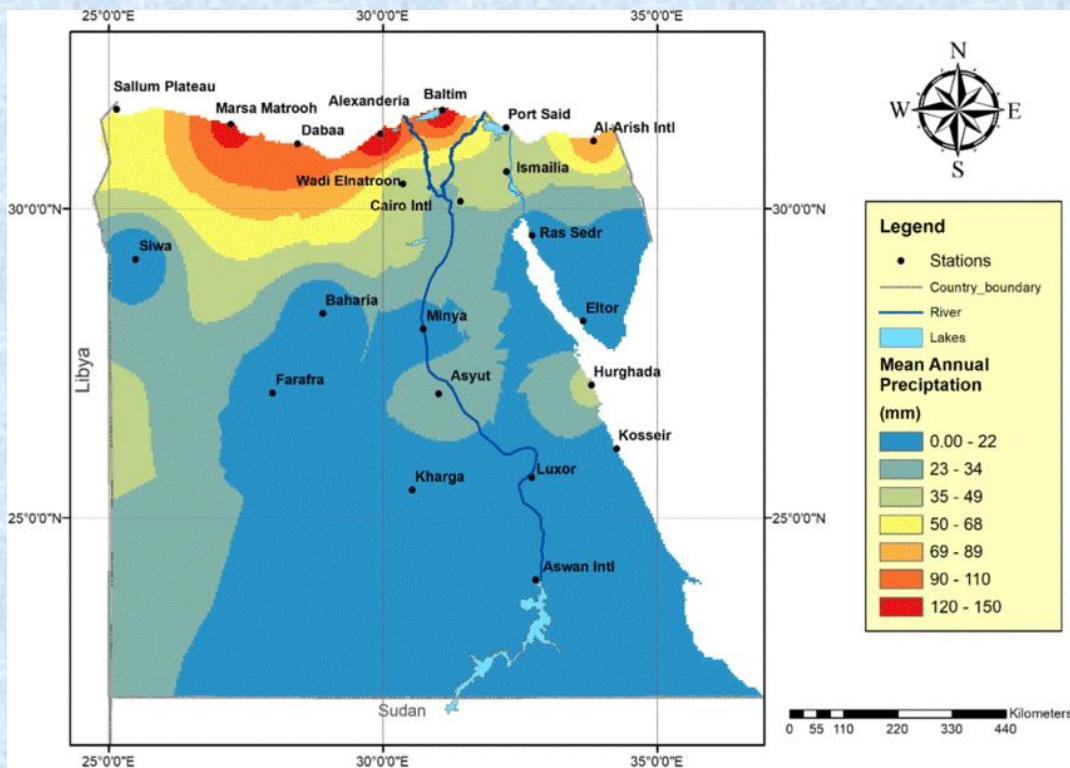 25°0'0"E
30°0'0"E
35°0'0"E
Sallum Plateau
Marsa Matrooh
Alexanderia
Baltim
Dabaa
Port Said
Al-Arish Intl
Wadi Elnatroon
Ismailia
Cairo Intl
30°0'0"N
30°0'0"N
Siwa
Ras Sedr
Baharia
Minya
Eltor
Libya
Farafra
Asyut
Hurghada
Kosseir
Kharga
Luxor
25°0'0"N
25°0'0"N
Aswan Intl
Sudan
25°0'0"E
30°0'0"E
35°0'0"E
N
W
E
S
Legend
Stations
Country_boundary
River
Lakes
Mean Annual
Preciptation
(mm)
0.00 - 22
23 - 34
35 - 49
50 - 68
69 - 89
90 - 110
120 - 150
Kilometers
0 55 110 220 330 440